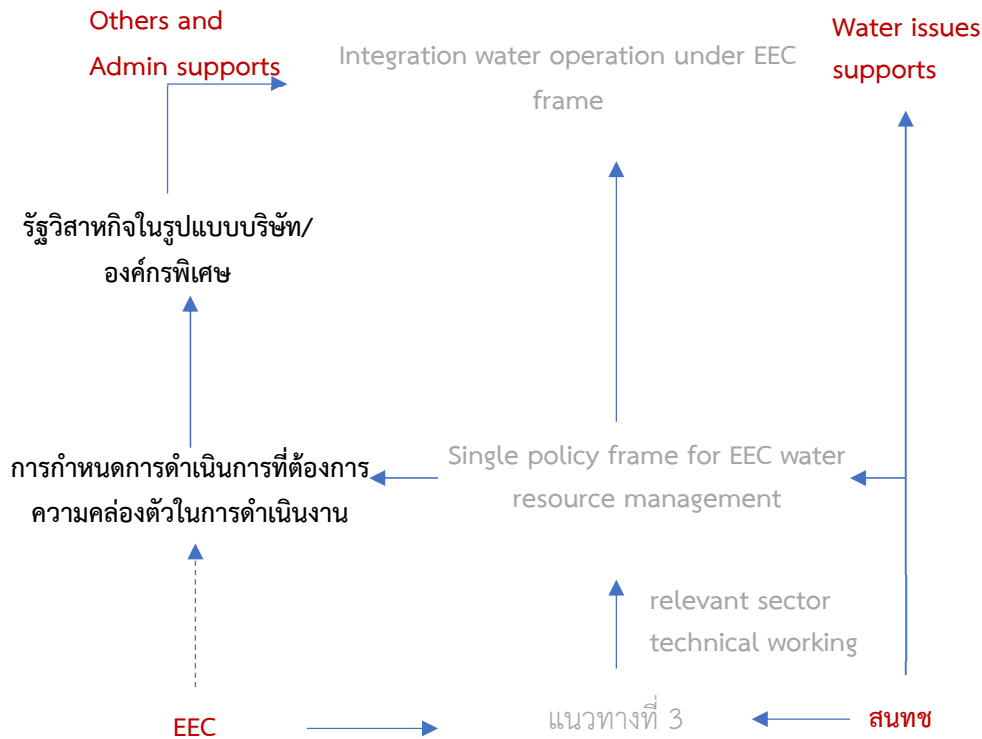 Others and
Admin supports
Integration water operation under EEC
frame
Water issues
supports
รัฐวิสาหกิจในรูปแบบบริษัท/
องค์กรพิเศษ
การกำหนดการดำเนินการที่ต้องการ
ความคล่องตัวในการดำเนินงาน
Single policy frame for EEC water
resource management
relevant sector
technical working
EEC
แนวทางที่ 3
สนทช